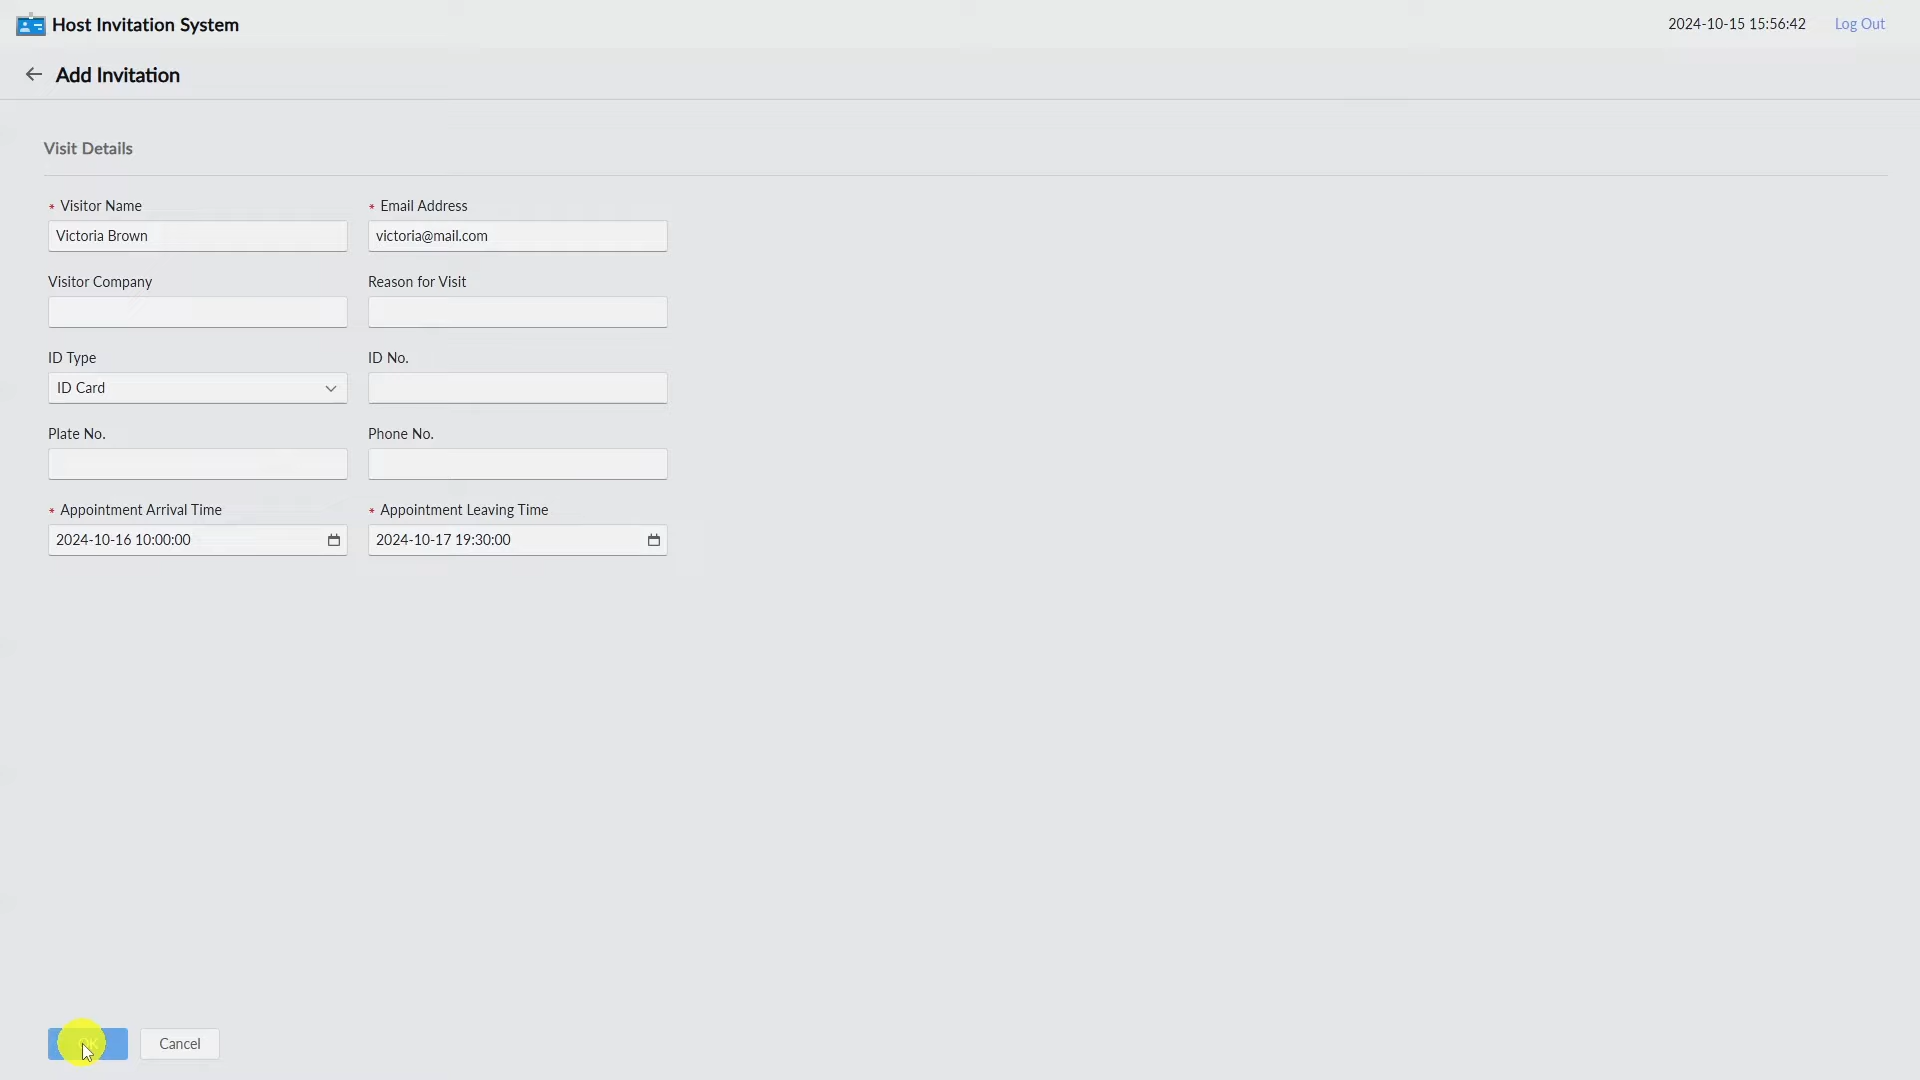 Host Invitation System
2024-10-15 15:56:42 Log Out
Add Invitation
Visit Details
* Visitor Name * Email Address
Victoria Brown victoria@mail.com
Visitor Company Reason for Visit
ID Type ID No.
ID Card
Plate No. Phone No.
* Appointment Arrival Time * Appointment Leaving Time
2024-10-16 10:00:00 2024-10-17 19:30:00
OK Cancel